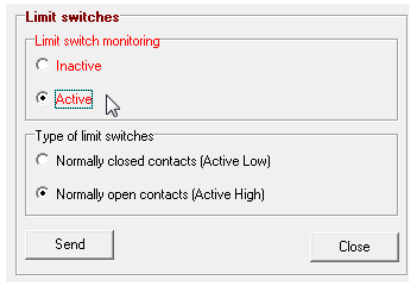 Limit switches
Limit switch monitoring
Inactive
Active
Type of limit switches
Normally closed contacts (Active Low)
Normally open contacts (Active High)
Send
Close